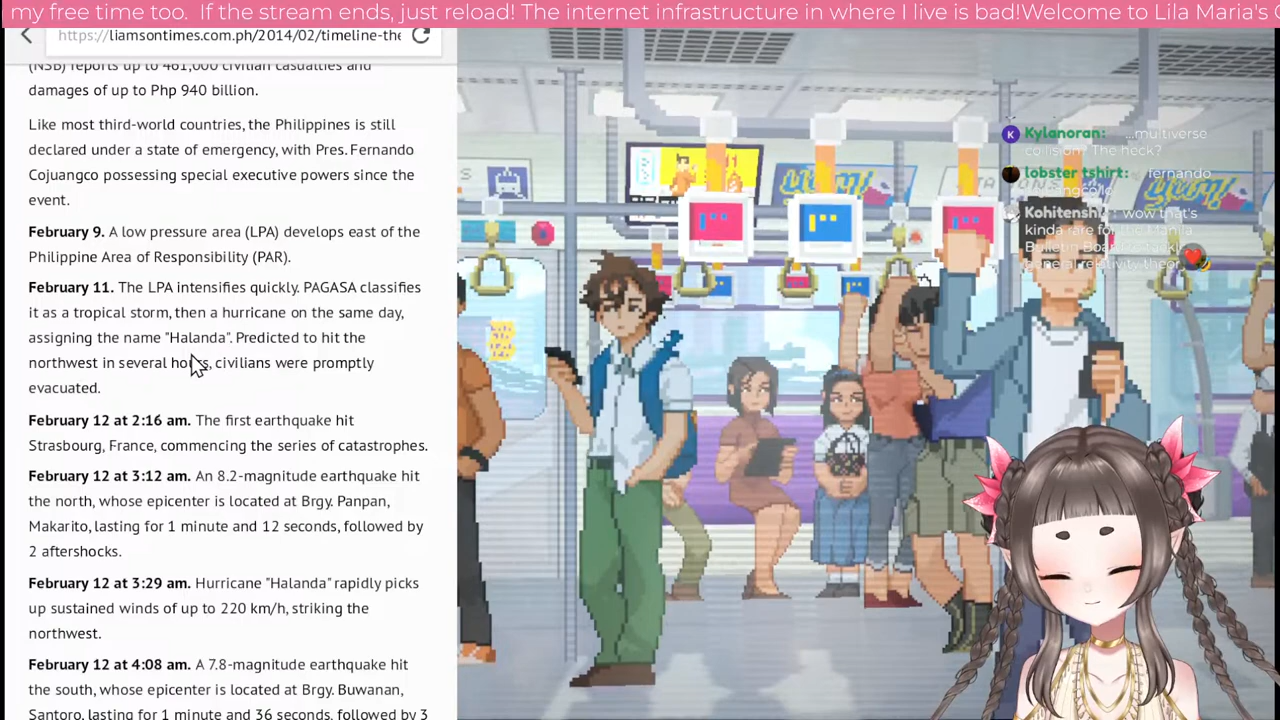 my free time too.  If the stream ends, just reload! The internet infrastructure in where I live is bad!Welcome to Lila Maria's
https://liamsontimes.com.ph/2014/02/timeline-the
(NSB) reports up to 461,000 civilian casualties and
damages of up to Php 940 billion.
Like most third-world countries, the Philippines is still
declared under a state of emergency, with Pres. Fernando
Cojuangco possessing special executive powers since the
event.
February 9. A low pressure area (LPA) develops east of the
Philippine Area of Responsibility (PAR).
February 11. The LPA intensifies quickly. PAGASA classifies
it as a tropical storm, then a hurricane on the same day,
assigning the name "Halanda". Predicted to hit the
northwest in several hours, civilians were promptly
evacuated.
February 12 at 2:16 am. The first earthquake hit
Strasbourg, France, commencing the series of catastrophes.
February 12 at 3:12 am. An 8.2-magnitude earthquake hit
the north, whose epicenter is located at Brgy. Panpan,
Makarito, lasting for 1 minute and 12 seconds, followed by
2 aftershocks.
February 12 at 3:29 am. Hurricane "Halanda" rapidly picks
up sustained winds of up to 220 km/h, striking the
northwest.
February 12 at 4:08 am. A 7.8-magnitude earthquake hit
the south, whose epicenter is located at Brgy. Buwanan,
Santoro, lasting for 1 minute and 36 seconds, followed by 3
K
Kylanoran: ...multiverse
collision? The heck?
lobster tshirt: fernando
Kohitenshi: wow that's
kinda rare for the Manila
Bulletin Board
general relativity theory